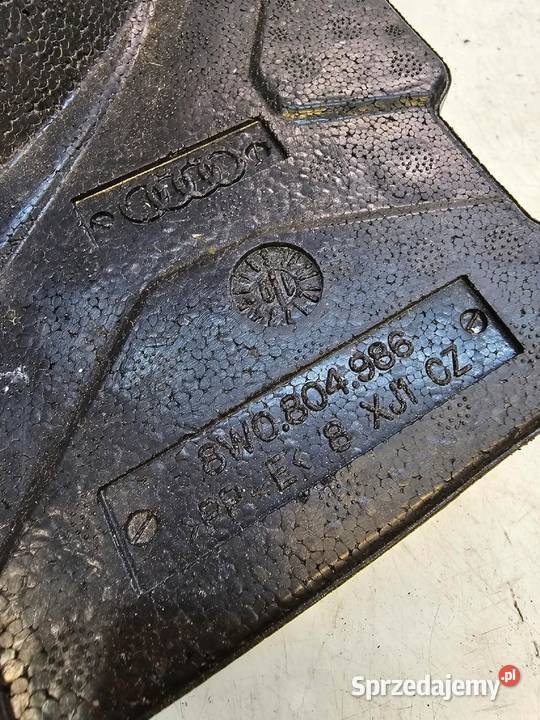 8W0.804.986
>PP-E< 8 XJ1 CZ
Sprzedajemy.pl